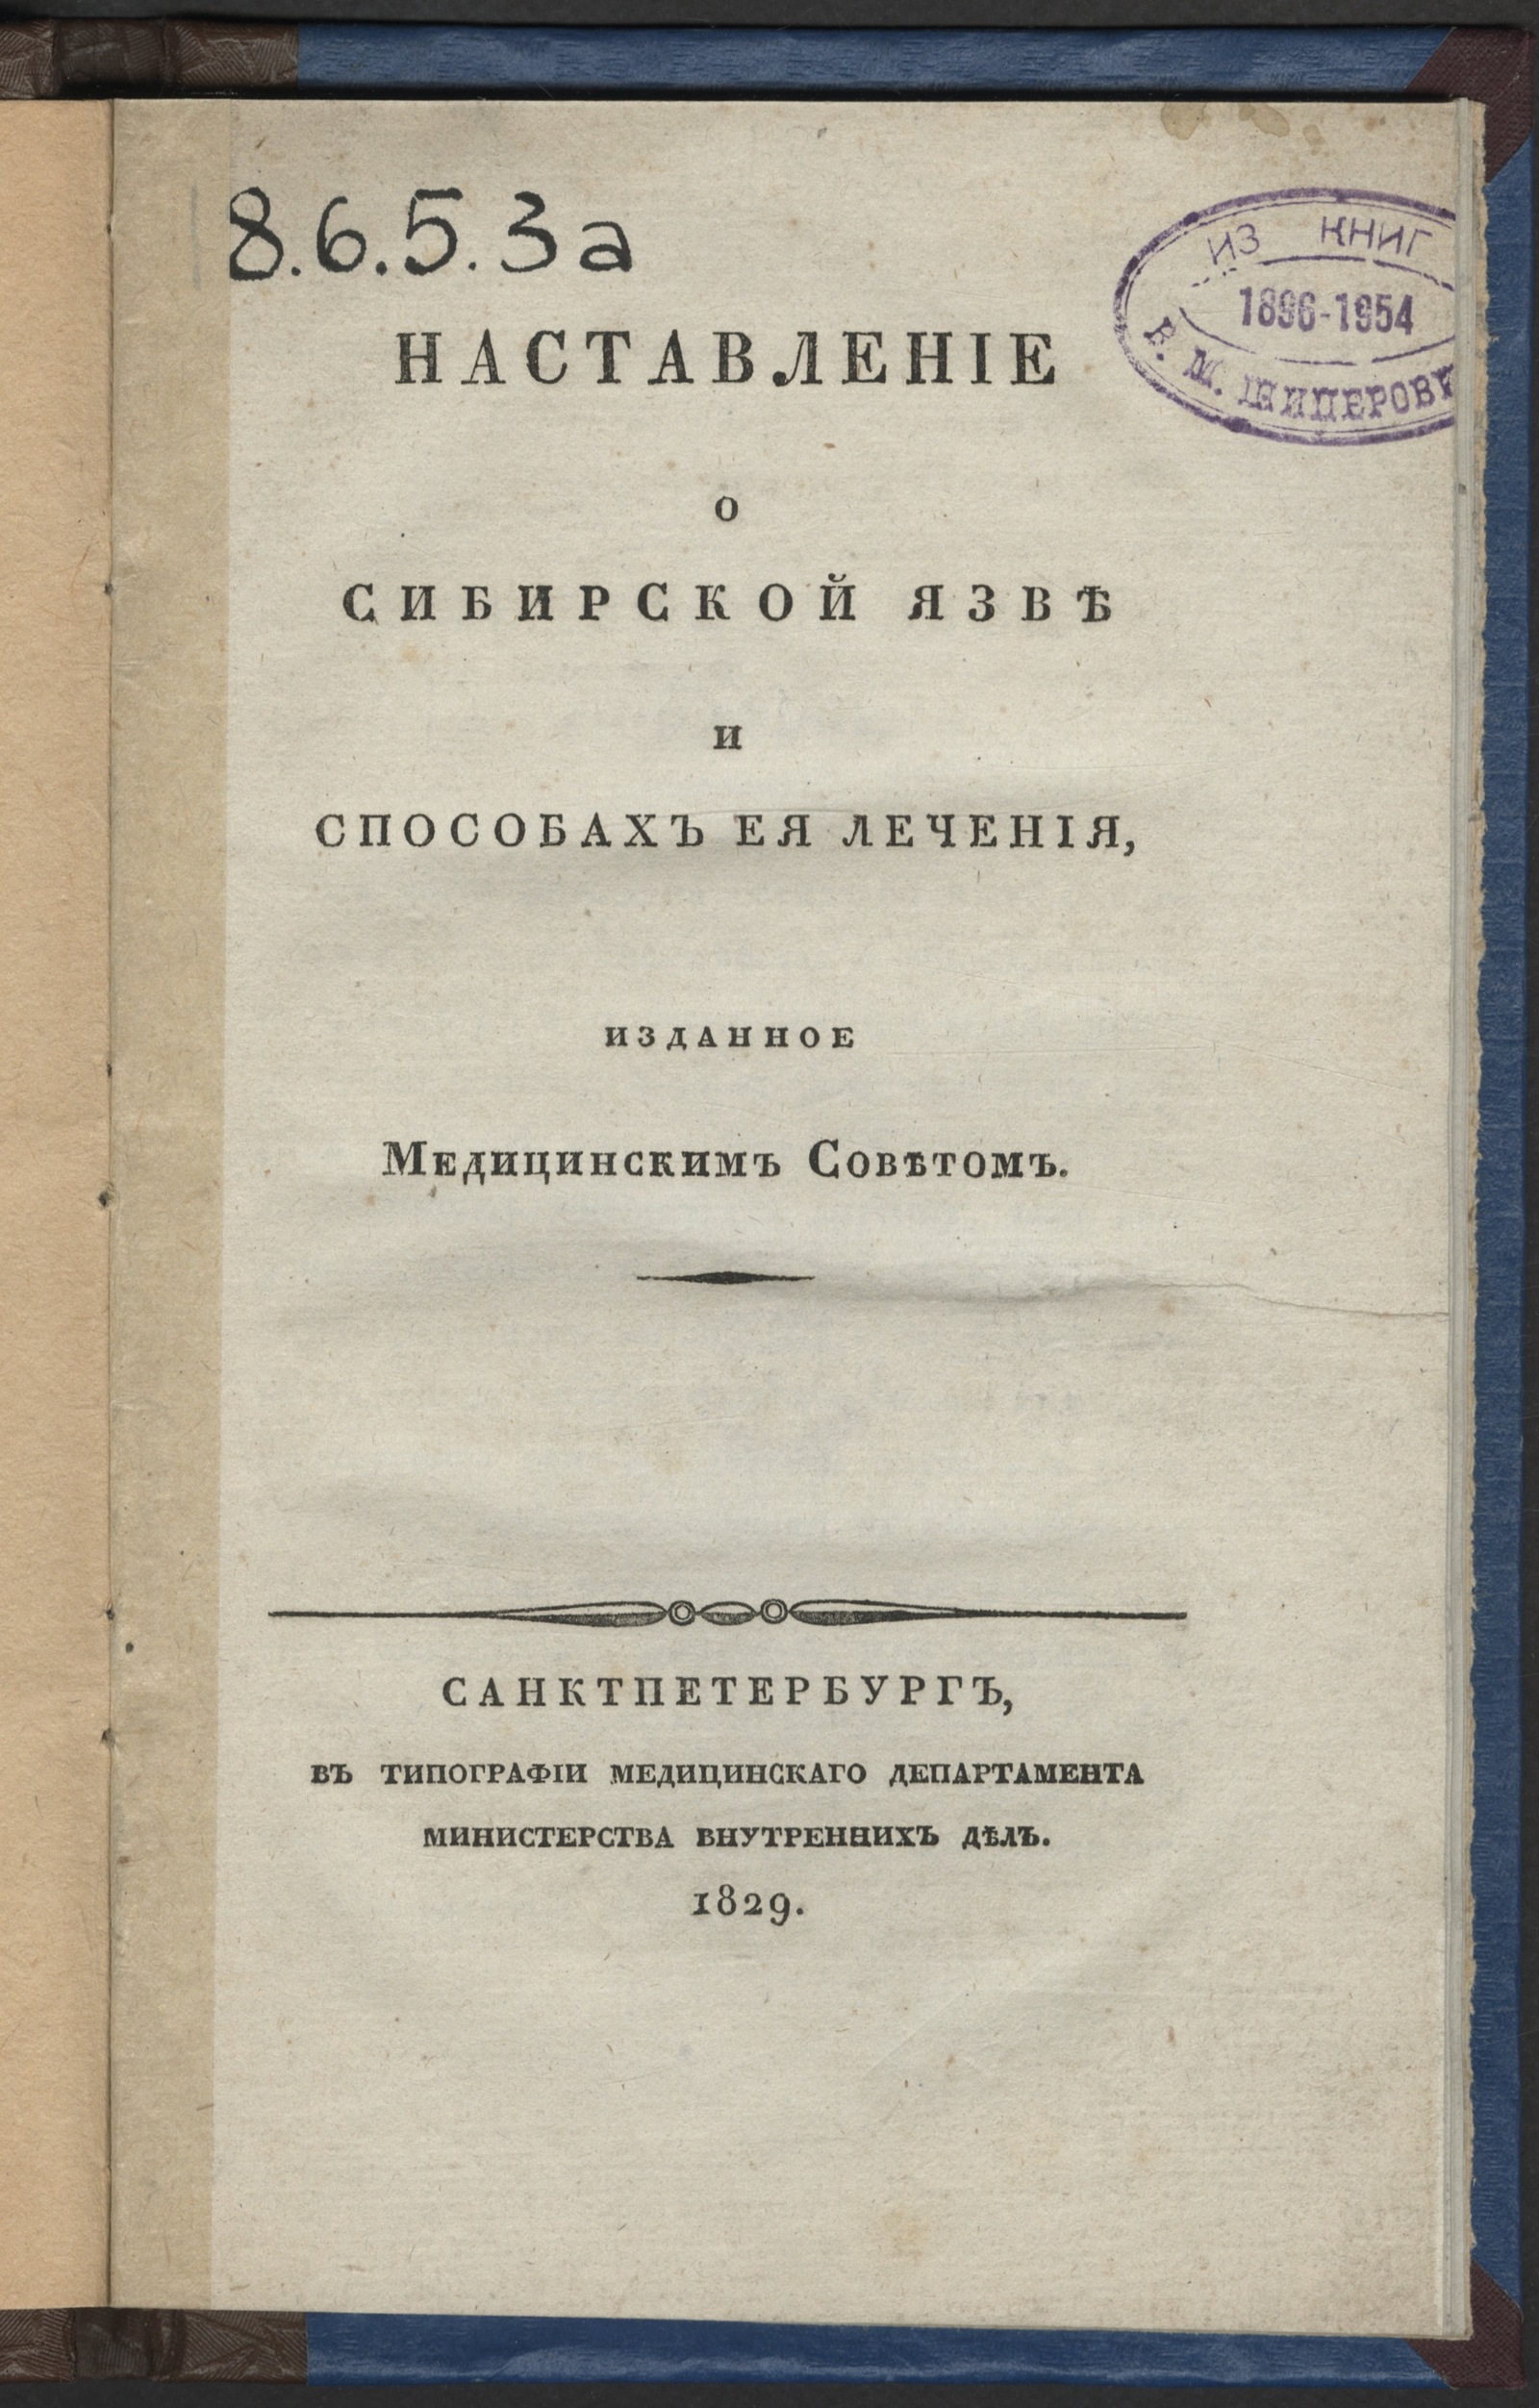 8.6.5.3а
ИЗ КНИГ
1896-1954
НАСТАВЛЕНІЕ
О
СИБИРСКОЙ ЯЗВѢ
И
СПОСОБАХЪ ЕЯ ЛЕЧЕНІЯ,
ИЗДАННОЕ
МЕДИЦИНСКИМЪ СОВѢТОМЪ.
САНКТПЕТЕРБУРГЪ,
ВЪ ТИПОГРАФІИ МЕДИЦИНСКАГО ДЕПАРТАМЕНТА
МИНИСТЕРСТВА ВНУТРЕННИХЪ ДѢЛЪ.
1829.